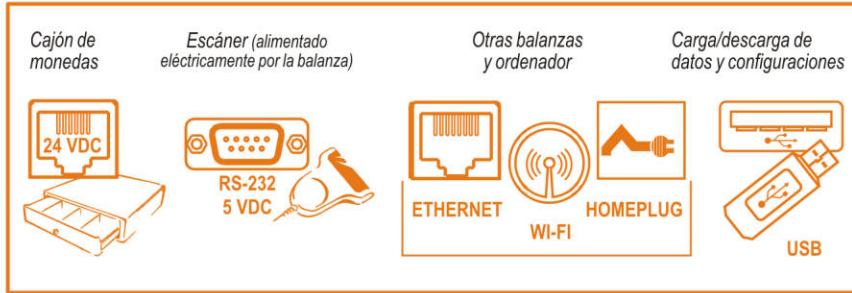 Cajón de
monedas
Escáner (alimentado
eléctricamente por la balanza)
Otras balanzas
y ordenador
Carga/descarga de
datos y configuraciones
24 VDC
RS-232
5 VDC
ETHERNET
WI-FI
HOMEPLUG
USB